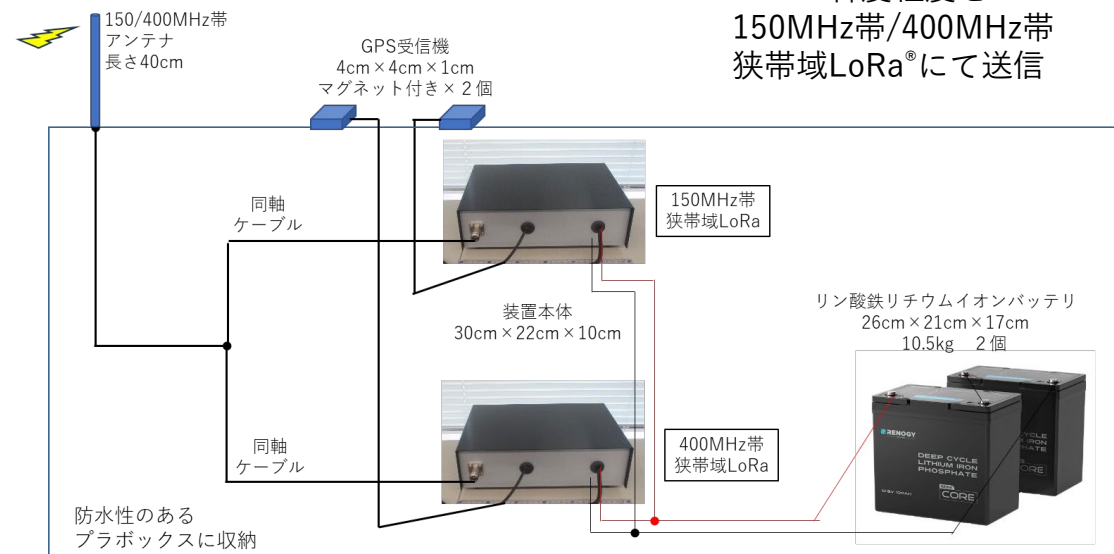 150/400MHz帯
アンテナ
長さ40cm
GPS受信機
4cm×4cm×1cm
マグネット付き×２個
150MHz帯/400MHz帯
狭帯域LoRa®にて送信
同軸
ケーブル
150MHz帯
狭帯域LoRa
装置本体
30cm×22cm×10cm
リン酸鉄リチウムイオンバッテリ
26cm×21cm×17cm
10.5kg　２個
同軸
ケーブル
400MHz帯
狭帯域LoRa
RENOGY
DEEP CYCLE
LITHIUM IRON
PHOSPHATE
CORE
CORE
防水性のある
プラボックスに収納